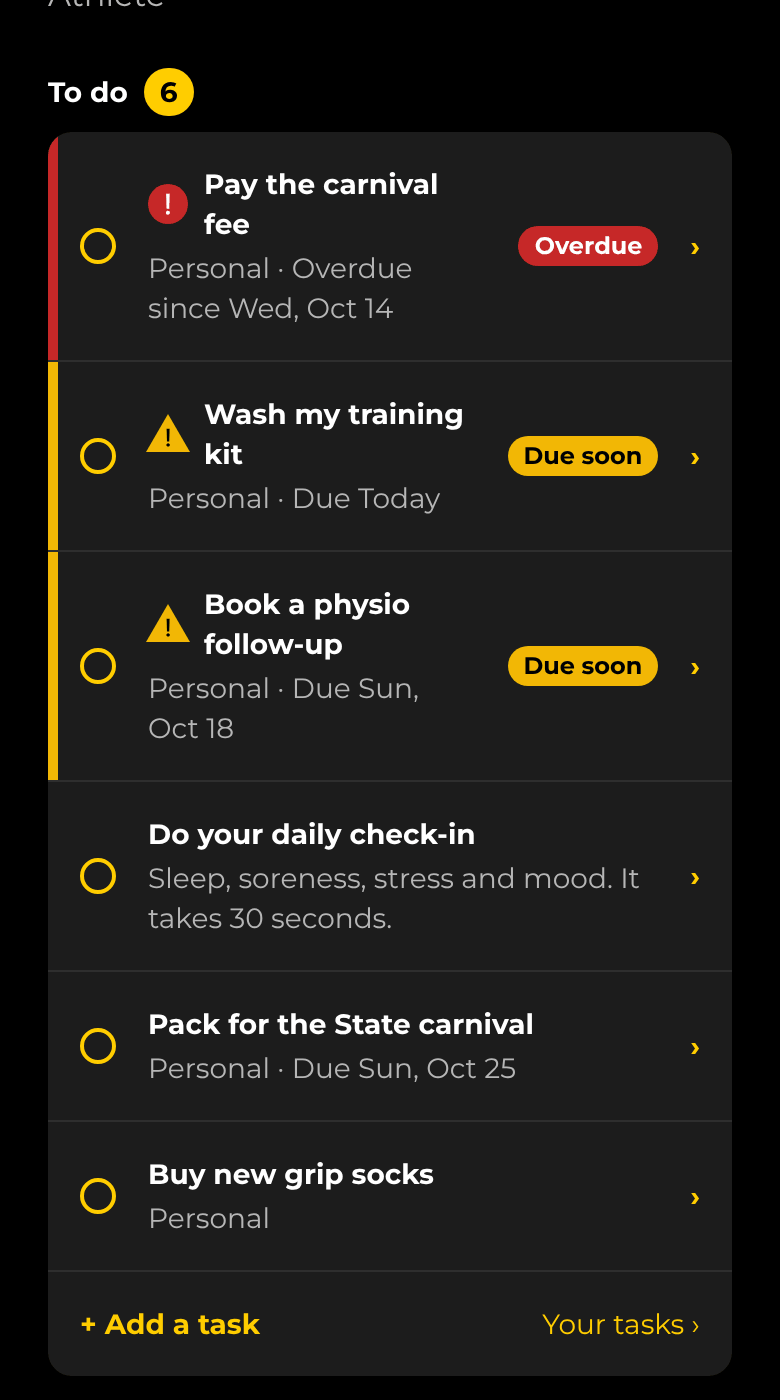 Athlete
To do 6
! Pay the carnival
fee
Personal · Overdue
since Wed, Oct 14
Overdue ›
! Wash my training
kit
Personal · Due Today
Due soon ›
! Book a physio
follow-up
Personal · Due Sun,
Oct 18
Due soon ›
Do your daily check-in
Sleep, soreness, stress and mood. It
takes 30 seconds.
›
Pack for the State carnival
Personal · Due Sun, Oct 25
›
Buy new grip socks
Personal
›
+ Add a task
Your tasks ›